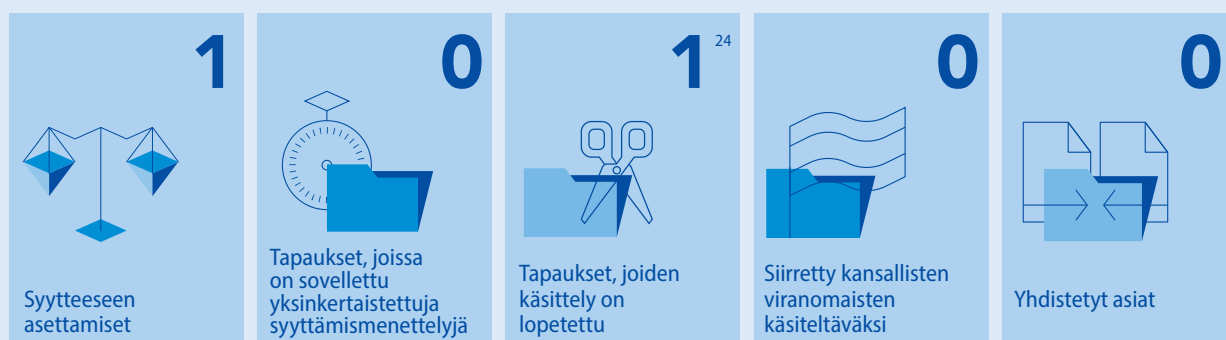 1
Syytteeseen
asettamiset
0
Tapaukset, joissa
on sovellettu
yksinkertaistettuja
syyttämismenettelyjä
1 24
Tapaukset, joiden
käsittely on
lopetettu
0
Siirretty kansallisten
viranomaisten
käsiteltäväksi
0
Yhdistetyt asiat